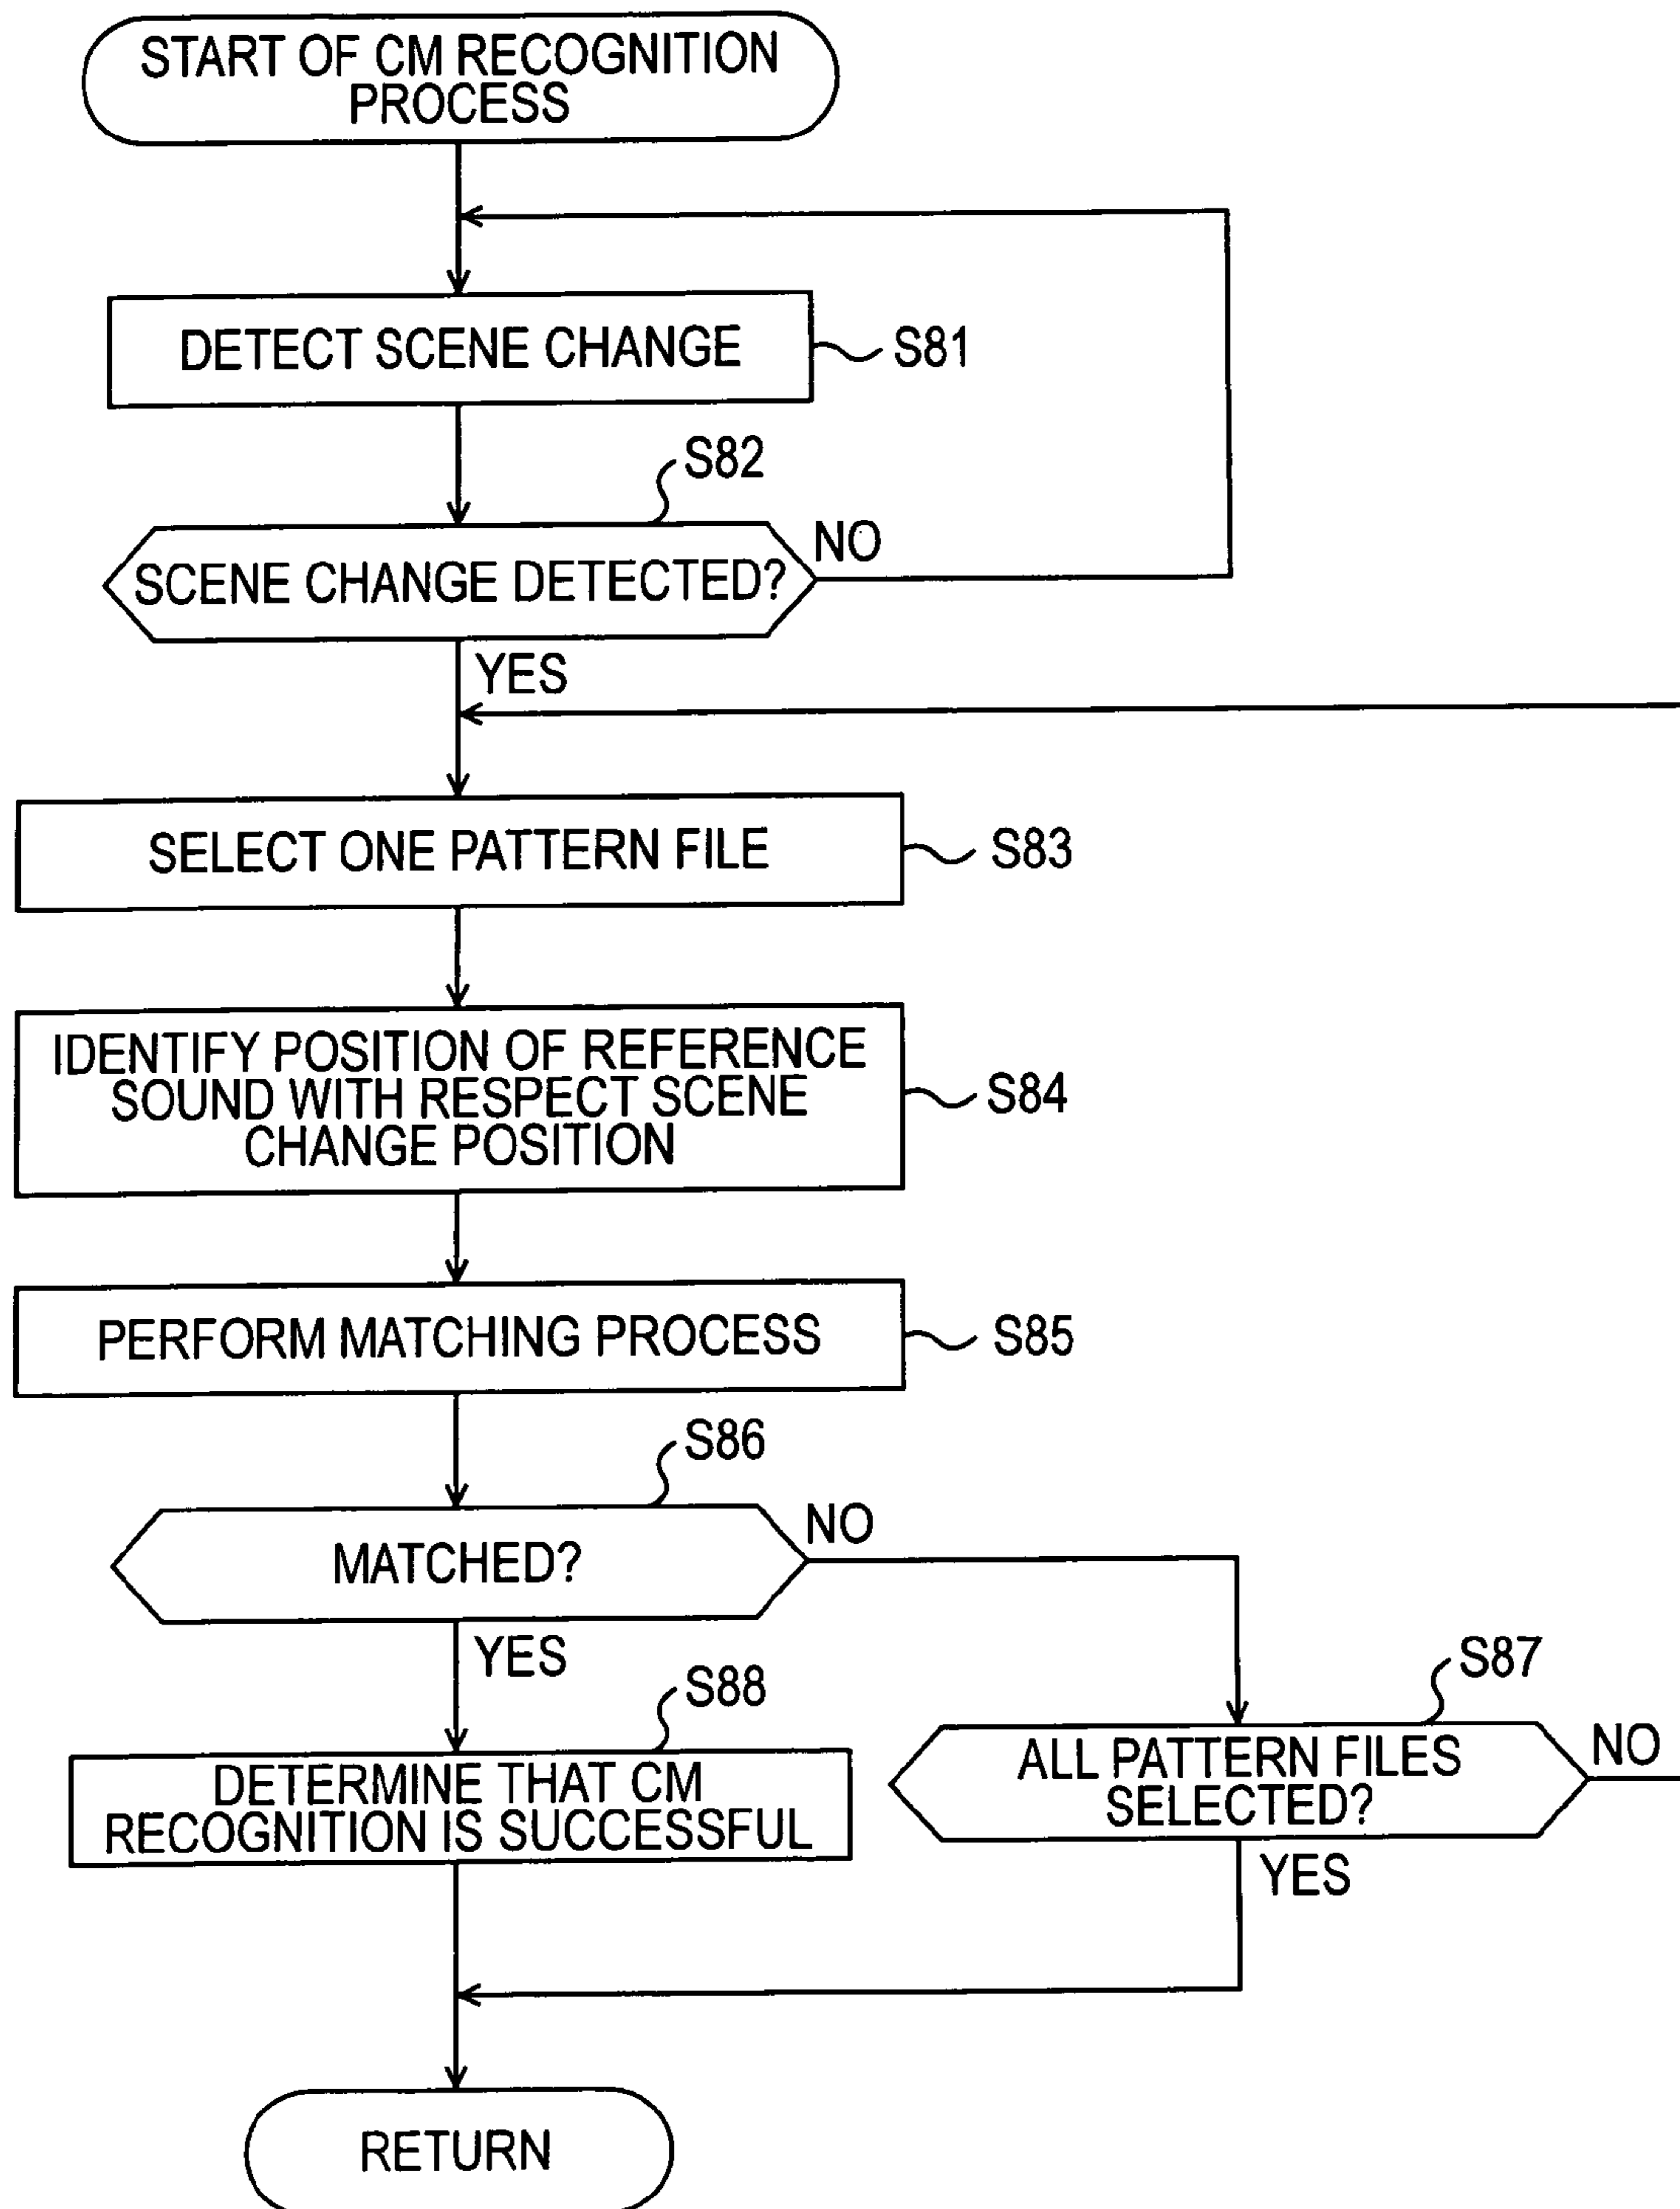 START OF CM RECOGNITION
PROCESS
DETECT SCENE CHANGE
S81
S82
SCENE CHANGE DETECTED?
NO
YES
SELECT ONE PATTERN FILE
S83
IDENTIFY POSITION OF REFERENCE
SOUND WITH RESPECT SCENE
CHANGE POSITION
S84
PERFORM MATCHING PROCESS
S85
S86
MATCHED?
NO
YES
S88
DETERMINE THAT CM
RECOGNITION IS SUCCESSFUL
S87
ALL PATTERN FILES
SELECTED?
NO
YES
RETURN